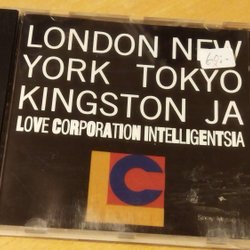 LONDON NEW
YORK TOKYO
KINGSTON JA
LOVE CORPORATION INTELLIGENTSIA
C